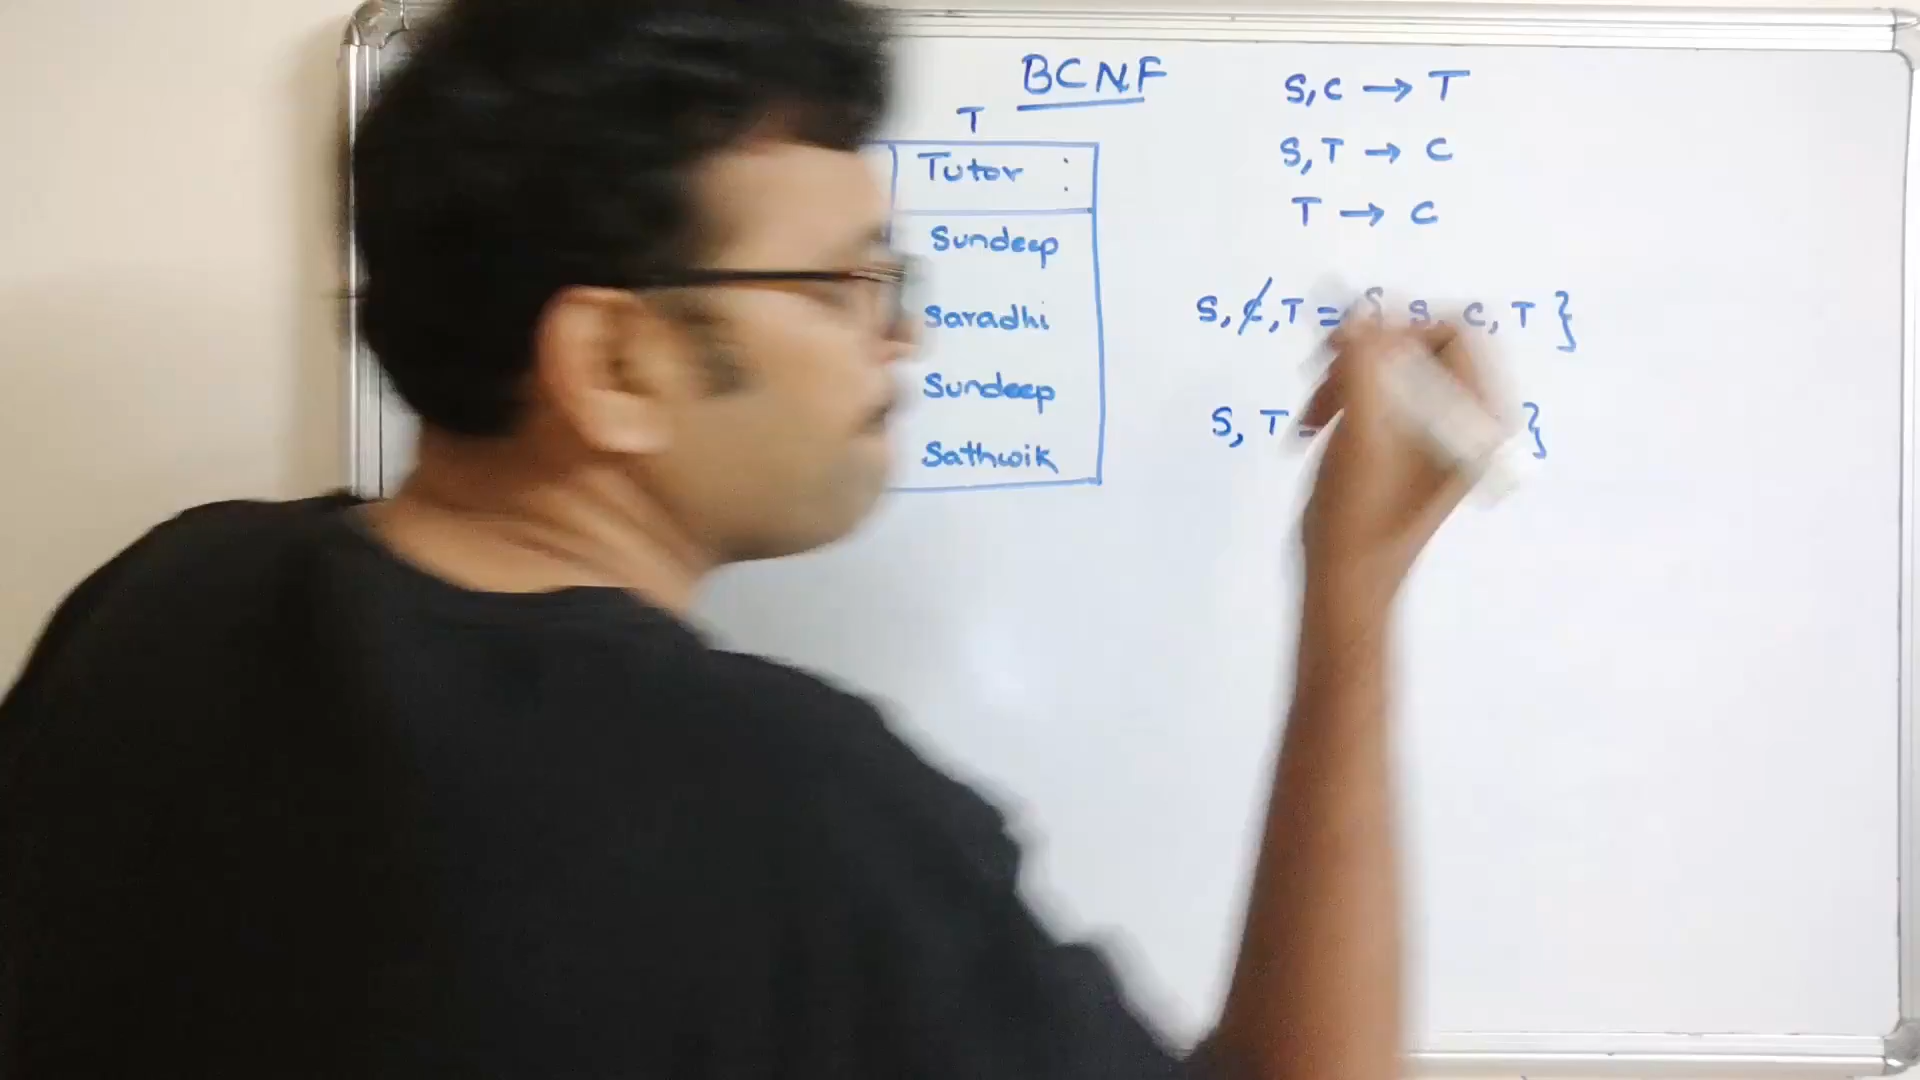 BCNF
T
Tutor :
Sundeep
Saradhi
Sundeep
Sathwik
S,C → T
S,T → C
T → C
S,C,T = { S, C, T }
S, T = }